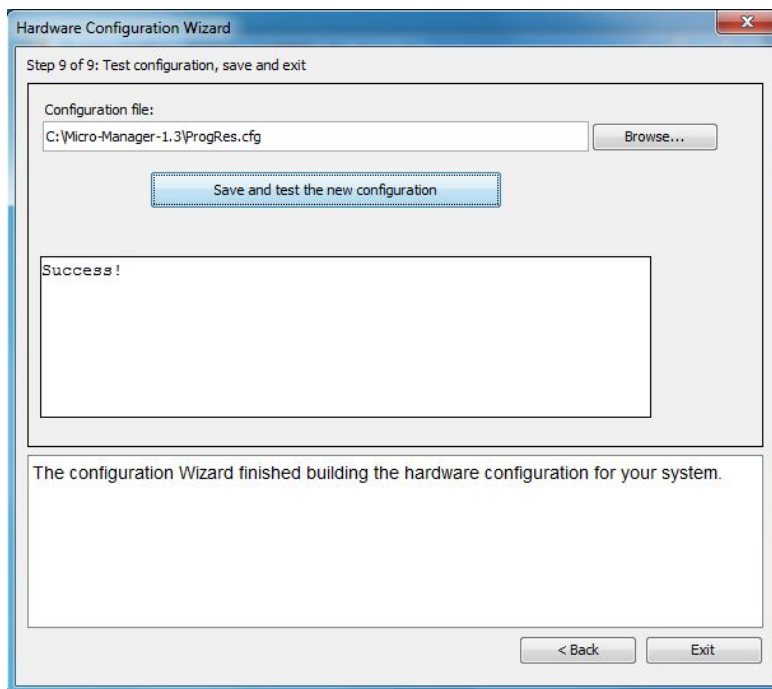 Hardware Configuration Wizard
X
Step 9 of 9: Test configuration, save and exit
Configuration file:
C:\Micro-Manager-1.3\ProgRes.cfg
Browse...
Save and test the new configuration
Success!
The configuration Wizard finished building the hardware configuration for your system.
< Back
Exit